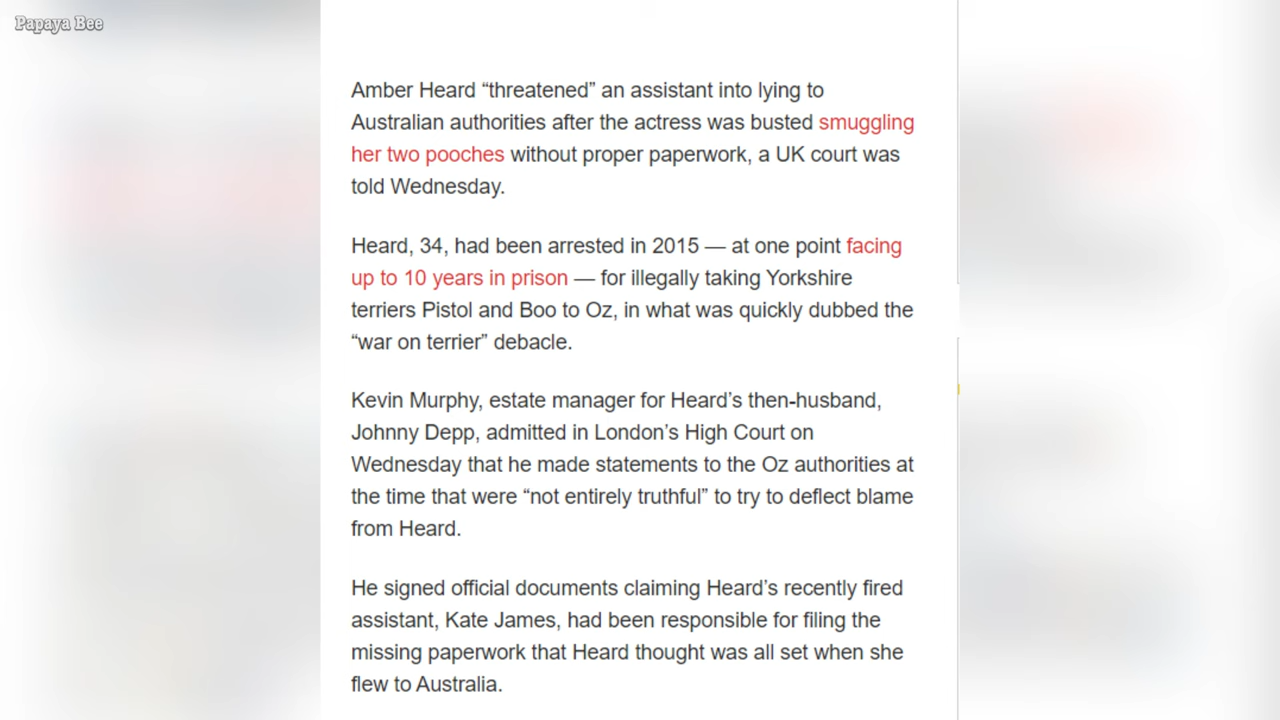 Papaya Bee
Amber Heard “threatened” an assistant into lying to
Australian authorities after the actress was busted smuggling
her two pooches without proper paperwork, a UK court was
told Wednesday.
Heard, 34, had been arrested in 2015 — at one point facing
up to 10 years in prison — for illegally taking Yorkshire
terriers Pistol and Boo to Oz, in what was quickly dubbed the
“war on terrier” debacle.
Kevin Murphy, estate manager for Heard’s then-husband,
Johnny Depp, admitted in London’s High Court on
Wednesday that he made statements to the Oz authorities at
the time that were “not entirely truthful” to try to deflect blame
from Heard.
He signed official documents claiming Heard’s recently fired
assistant, Kate James, had been responsible for filing the
missing paperwork that Heard thought was all set when she
flew to Australia.